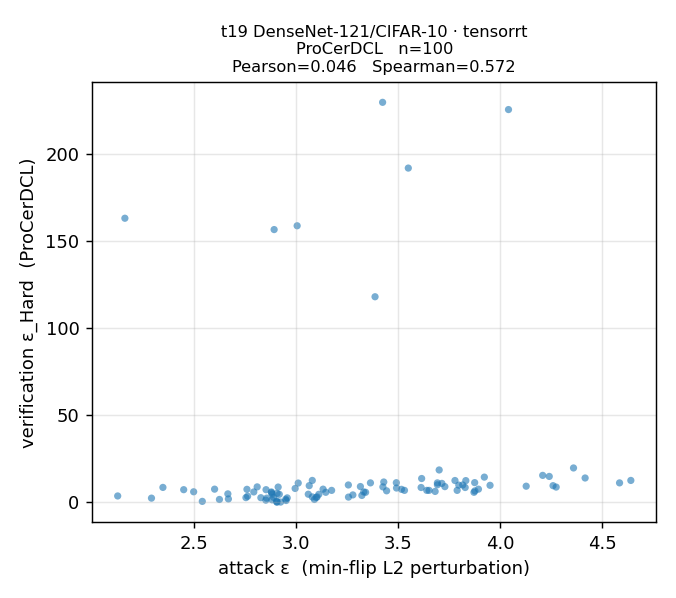 t19 DenseNet-121/CIFAR-10 · tensorrt
ProCerDCL   n=100
Pearson=0.046   Spearman=0.572
verification ε_Hard  (ProCerDCL)
200
150
100
50
0
2.5
3.0
3.5
4.0
4.5
attack ε  (min-flip L2 perturbation)